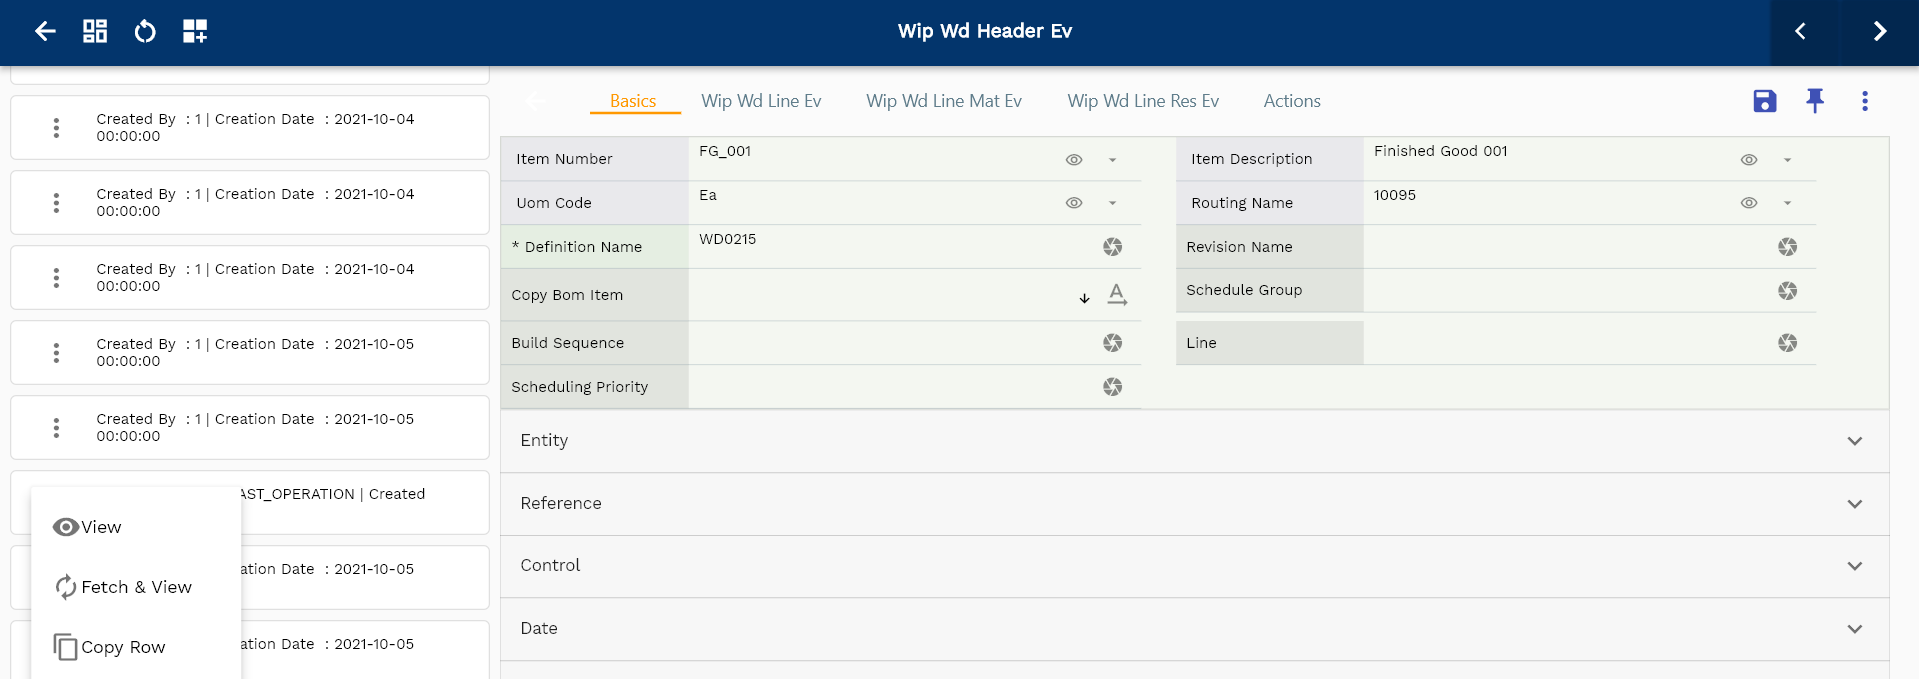 Wip Wd Header Ev
Created By : 1 | Creation Date : 2021-10-04
00:00:00
Created By : 1 | Creation Date : 2021-10-04
00:00:00
Created By : 1 | Creation Date : 2021-10-04
00:00:00
Created By : 1 | Creation Date : 2021-10-05
00:00:00
Created By : 1 | Creation Date : 2021-10-05
00:00:00
AST_OPERATION | Created
ation Date : 2021-10-05
ation Date : 2021-10-05
View
Fetch & View
Copy Row
Basics Wip Wd Line Ev Wip Wd Line Mat Ev Wip Wd Line Res Ev Actions
Item Number FG_001 Item Description Finished Good 001
Uom Code Ea Routing Name 10095
* Definition Name WD0215 Revision Name
Copy Bom Item Schedule Group
Build Sequence Line
Scheduling Priority
Entity
Reference
Control
Date